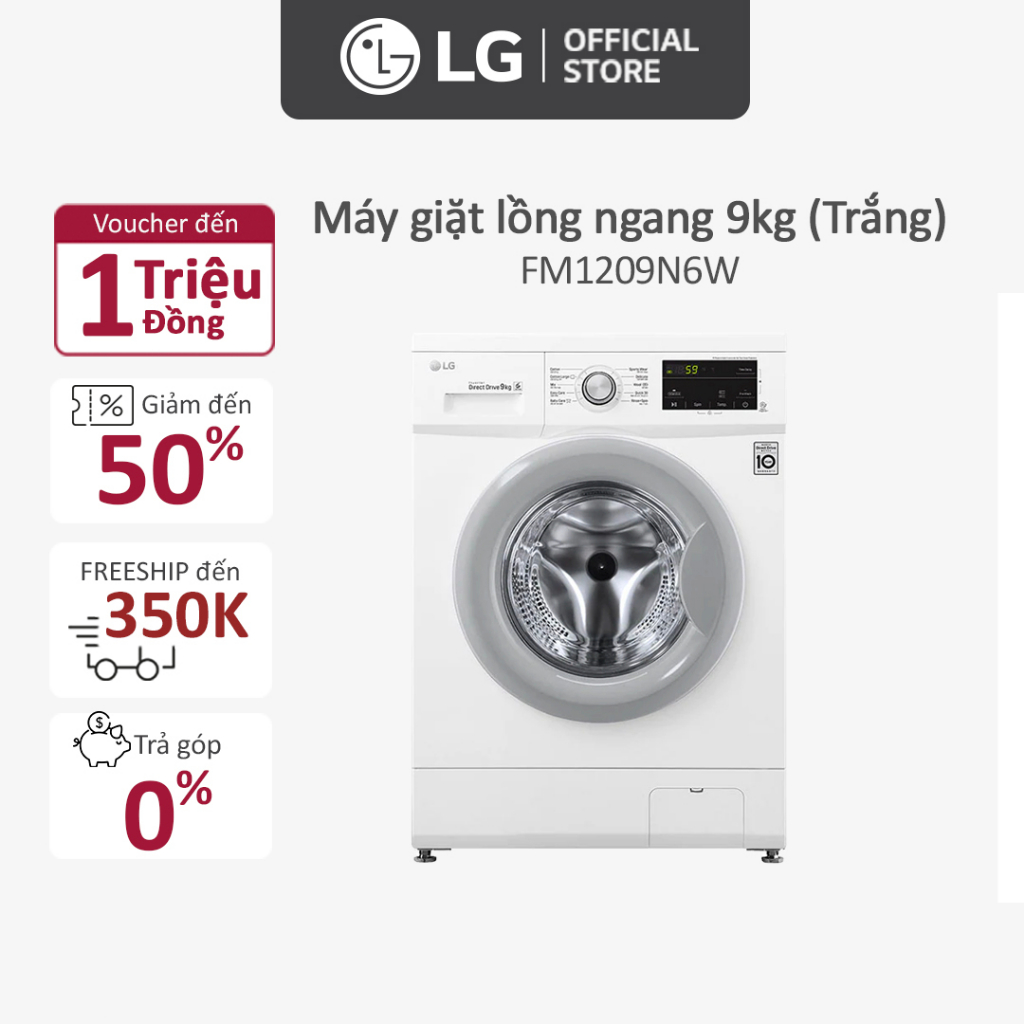 LG
OFFICIAL
STORE
Máy giặt lồng ngang 9kg (Trắng)
FM1209N6W
Voucher đến
1 Triệu
Đồng
% Giảm đến
50%
FREESHIP đến
350K
$
Trả góp
0%
LG
Direct Drive 9kg
59
10